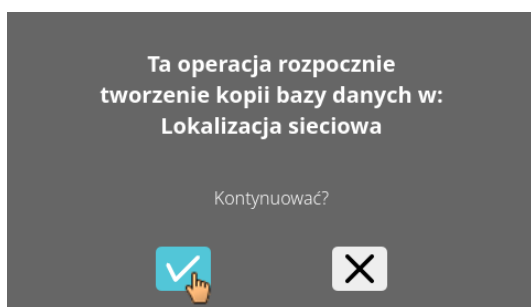 Ta operacja rozpocznie
tworzenie kopii bazy danych w:
Lokalizacja sieciowa
Kontynuować?